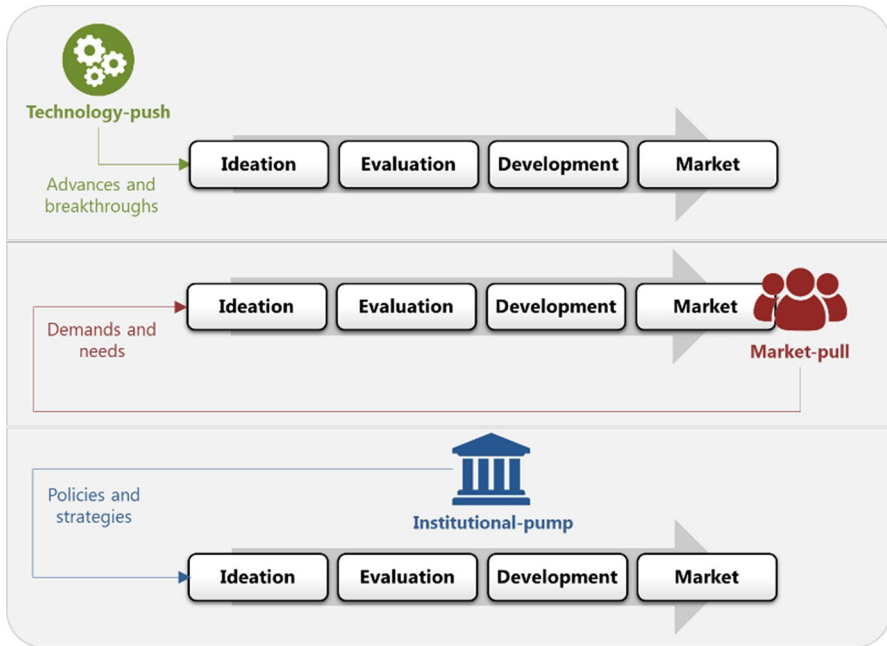 Technology-push
Ideation
Evaluation
Development
Market
Advances and
breakthroughs
Ideation
Evaluation
Development
Market
Demands and
needs
Market-pull
Policies and
strategies
Institutional-pump
Ideation
Evaluation
Development
Market